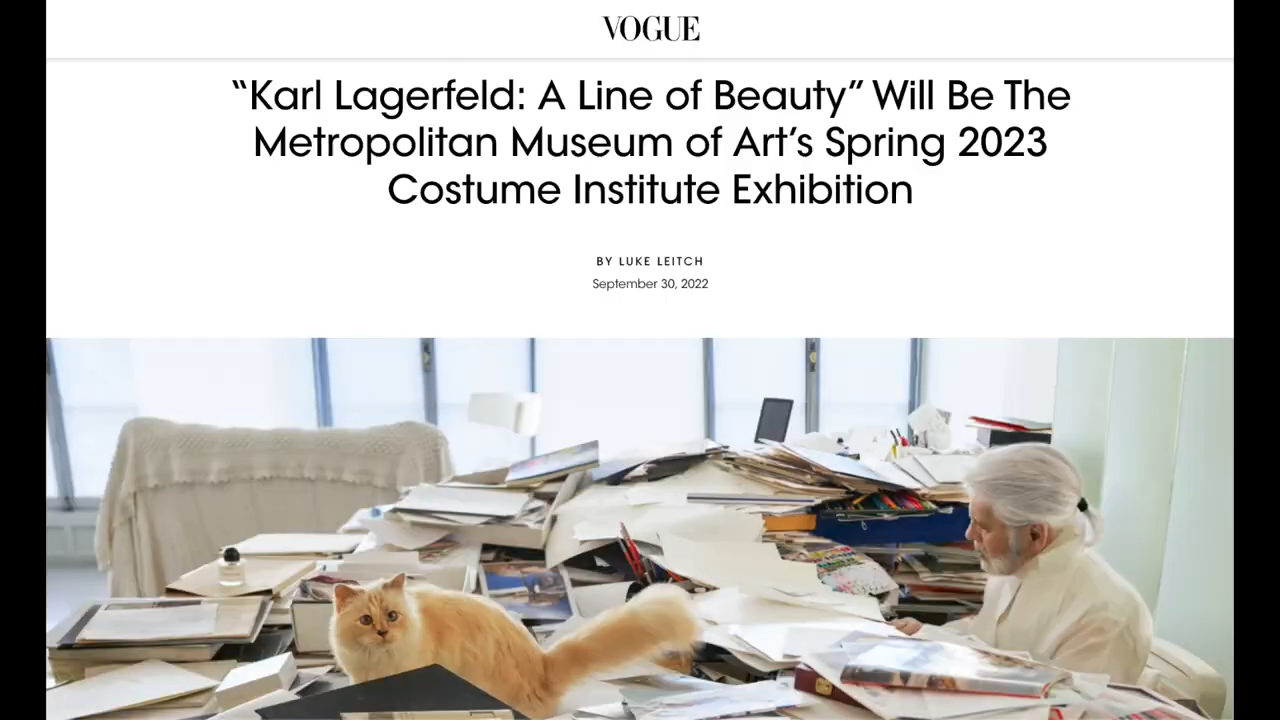 VOGUE
“Karl Lagerfeld: A Line of Beauty” Will Be The
Metropolitan Museum of Art’s Spring 2023
Costume Institute Exhibition
BY LUKE LEITCH
September 30, 2022